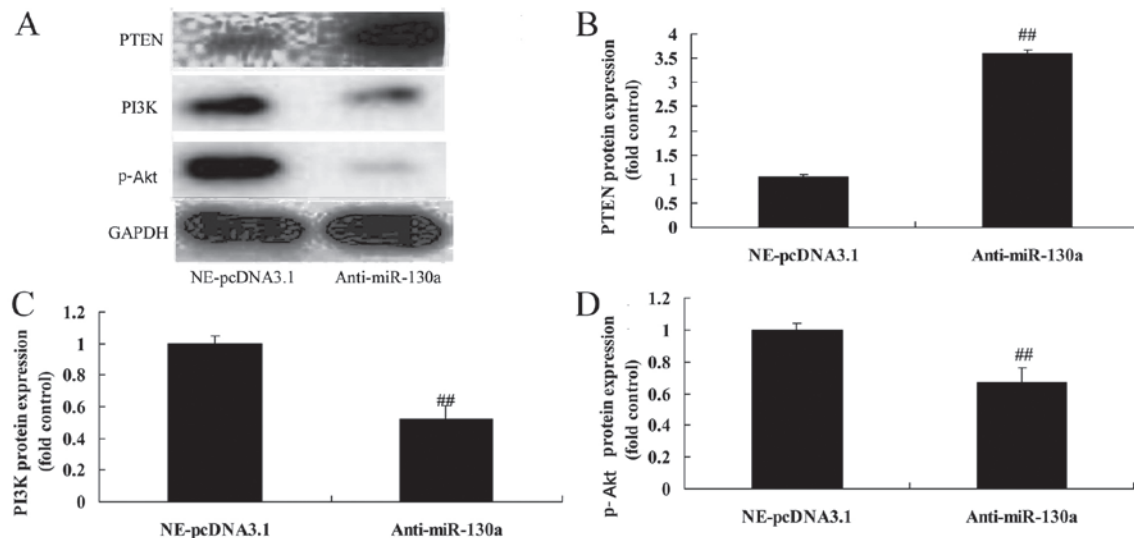 A
PTEN
PI3K
p-Akt
GAPDH
NE-pcDNA3.1 Anti-miR-130a
B
PTEN protein expression
(fold control)
4
3.5
3
2.5
2
1.5
1
0.5
0
##
NE-pcDNA3.1 Anti-miR-130a
C
PI3K protein expression
(fold control)
1.2
1
0.8
0.6
0.4
0.2
0
##
NE-pcDNA3.1 Anti-miR-130a
D
p- Akt protein expression
(fold control)
1.2
1
0.8
0.6
0.4
0.2
0
##
NE-pcDNA3.1 Anti-miR-130a